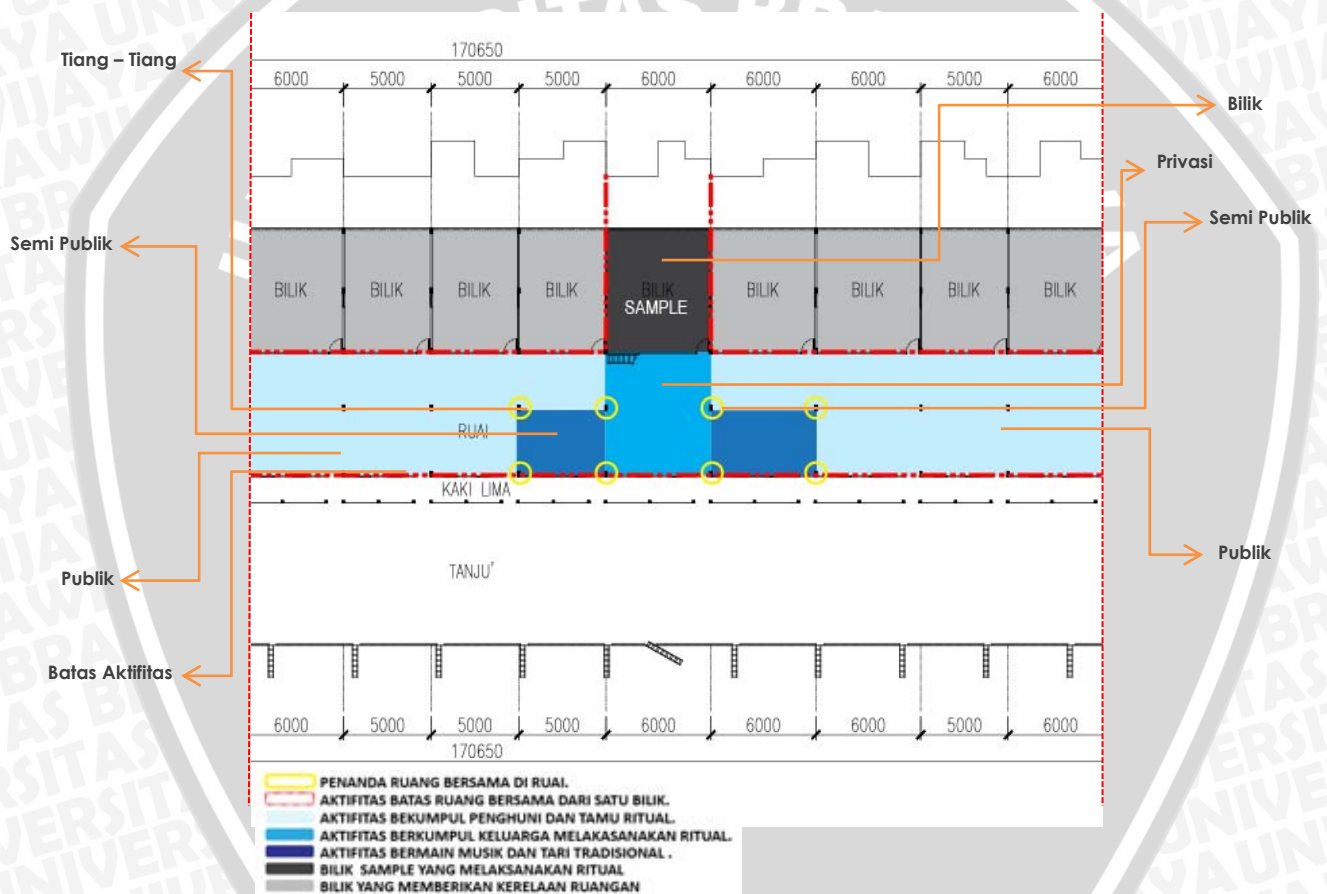 170650
Tiang – Tiang
6000 5000 5000 5000 6000 6000 6000 5000 6000
Bilik
Privasi
Semi Publik
Semi Publik
BILIK BILIK BILIK BILIK BILIK BILIK BILIK BILIK BILIK
SAMPLE
RUAI
KAKI LIMA
Publik
TANJU'
Publik
Batas Aktifitas
6000 5000 5000 5000 6000 6000 6000 5000 6000
170650
PENANDA RUANG BERSAMA DI RUAI.
AKTIFITAS BATAS RUANG BERSAMA DARI SATU BILIK.
AKTIFITAS BEKUMPUL PENGHUNI DAN TAMU RITUAL.
AKTIFITAS BERKUMPUL KELUARGA MELAKASANAKAN RITUAL.
AKTIFITAS BERMAIN MUSIK DAN TARI TRADISIONAL .
BILIK SAMPLE YANG MELAKSANAKAN RITUAL
BILIK YANG MEMBERIKAN KERELAAN RUANGAN